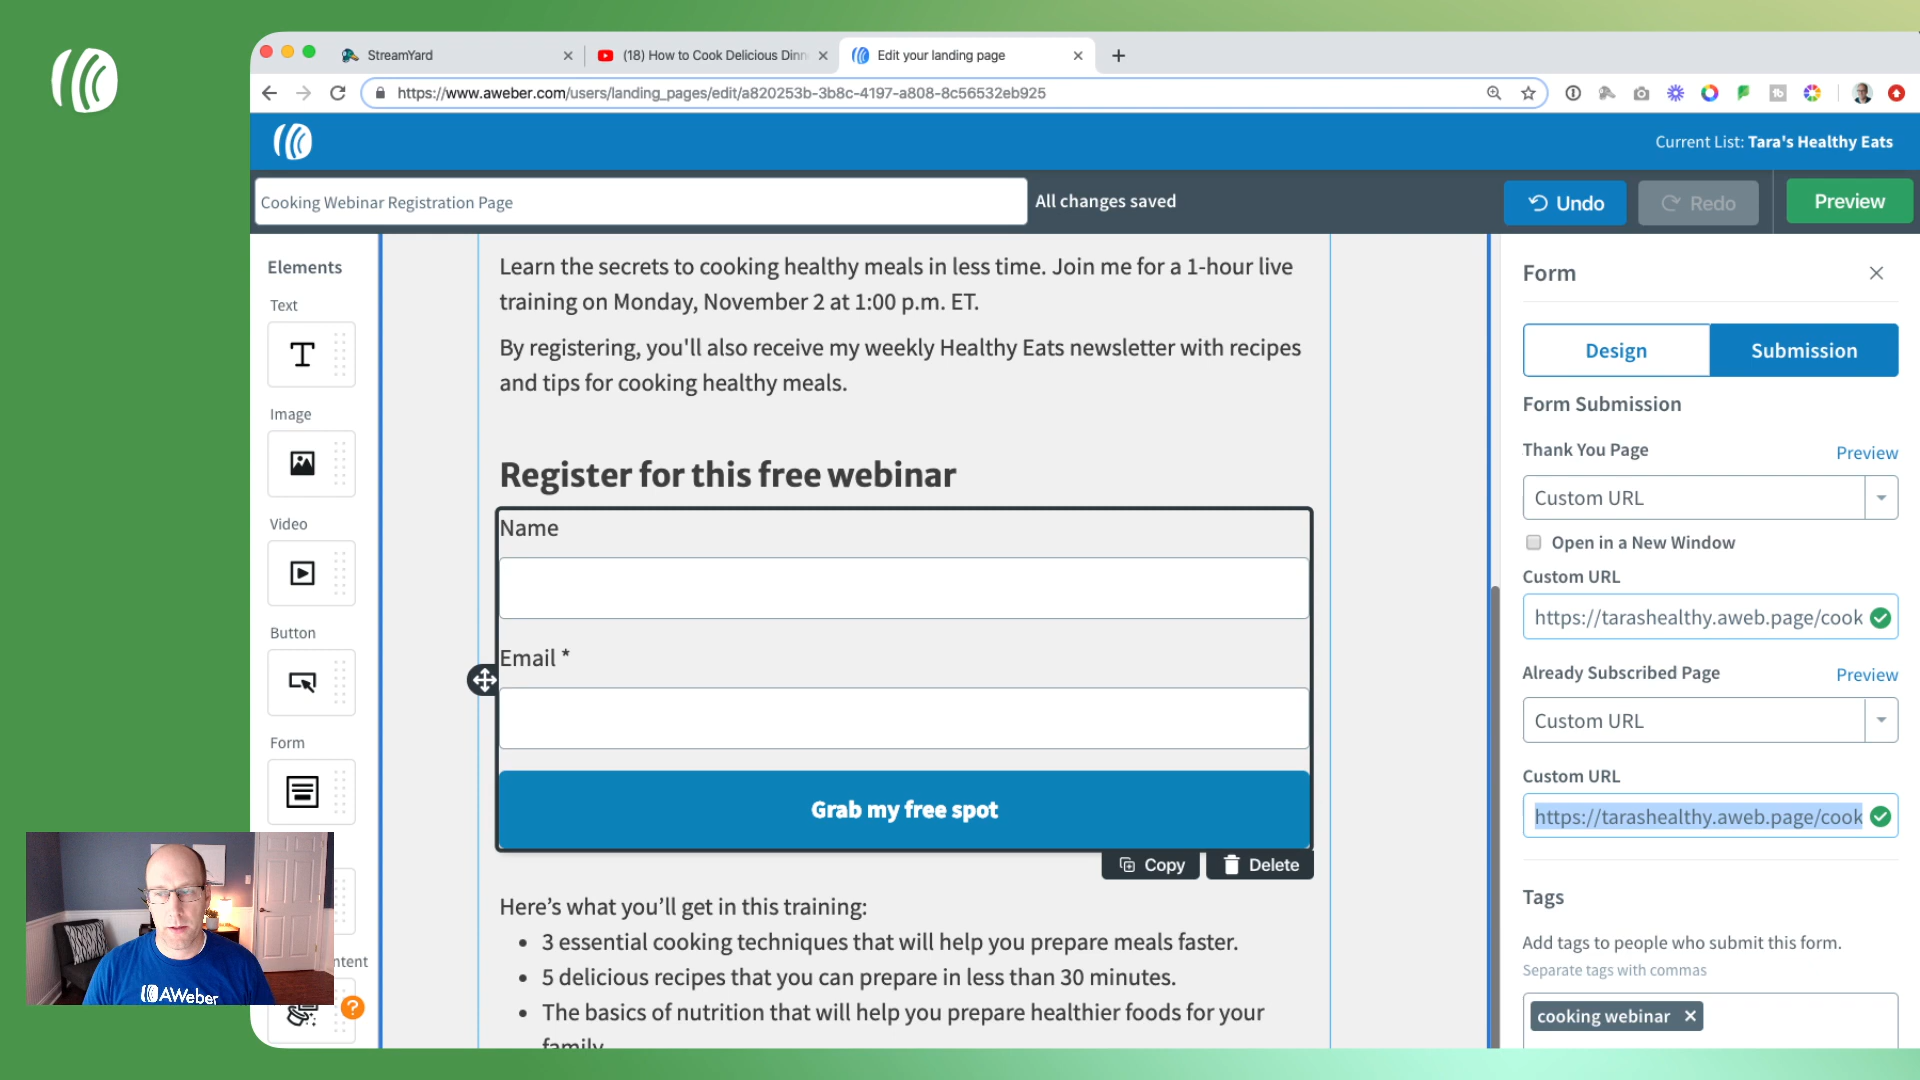 StreamYard
(18) How to Cook Delicious Dinn
Edit your landing page
https://www.aweber.com/users/landing_pages/edit/a820253b-3b8c-4197-a808-8c56532eb925
Current List: Tara's Healthy Eats
Cooking Webinar Registration Page
All changes saved
Undo
Redo
Preview
Elements
Text
Image
Video
Button
Form
ntent
?
Learn the secrets to cooking healthy meals in less time. Join me for a 1-hour live
training on Monday, November 2 at 1:00 p.m. ET.
By registering, you'll also receive my weekly Healthy Eats newsletter with recipes
and tips for cooking healthy meals.
Register for this free webinar
Name
Email *
Grab my free spot
Copy
Delete
Here’s what you’ll get in this training:
• 3 essential cooking techniques that will help you prepare meals faster.
• 5 delicious recipes that you can prepare in less than 30 minutes.
• The basics of nutrition that will help you prepare healthier foods for your
family
Form
Design
Submission
Form Submission
Thank You Page
Preview
Custom URL
Open in a New Window
Custom URL
https://tarashealthy.aweb.page/cook
Already Subscribed Page
Preview
Custom URL
Custom URL
https://tarashealthy.aweb.page/cook
Tags
Add tags to people who submit this form.
Separate tags with commas
cooking webinar
AWeber